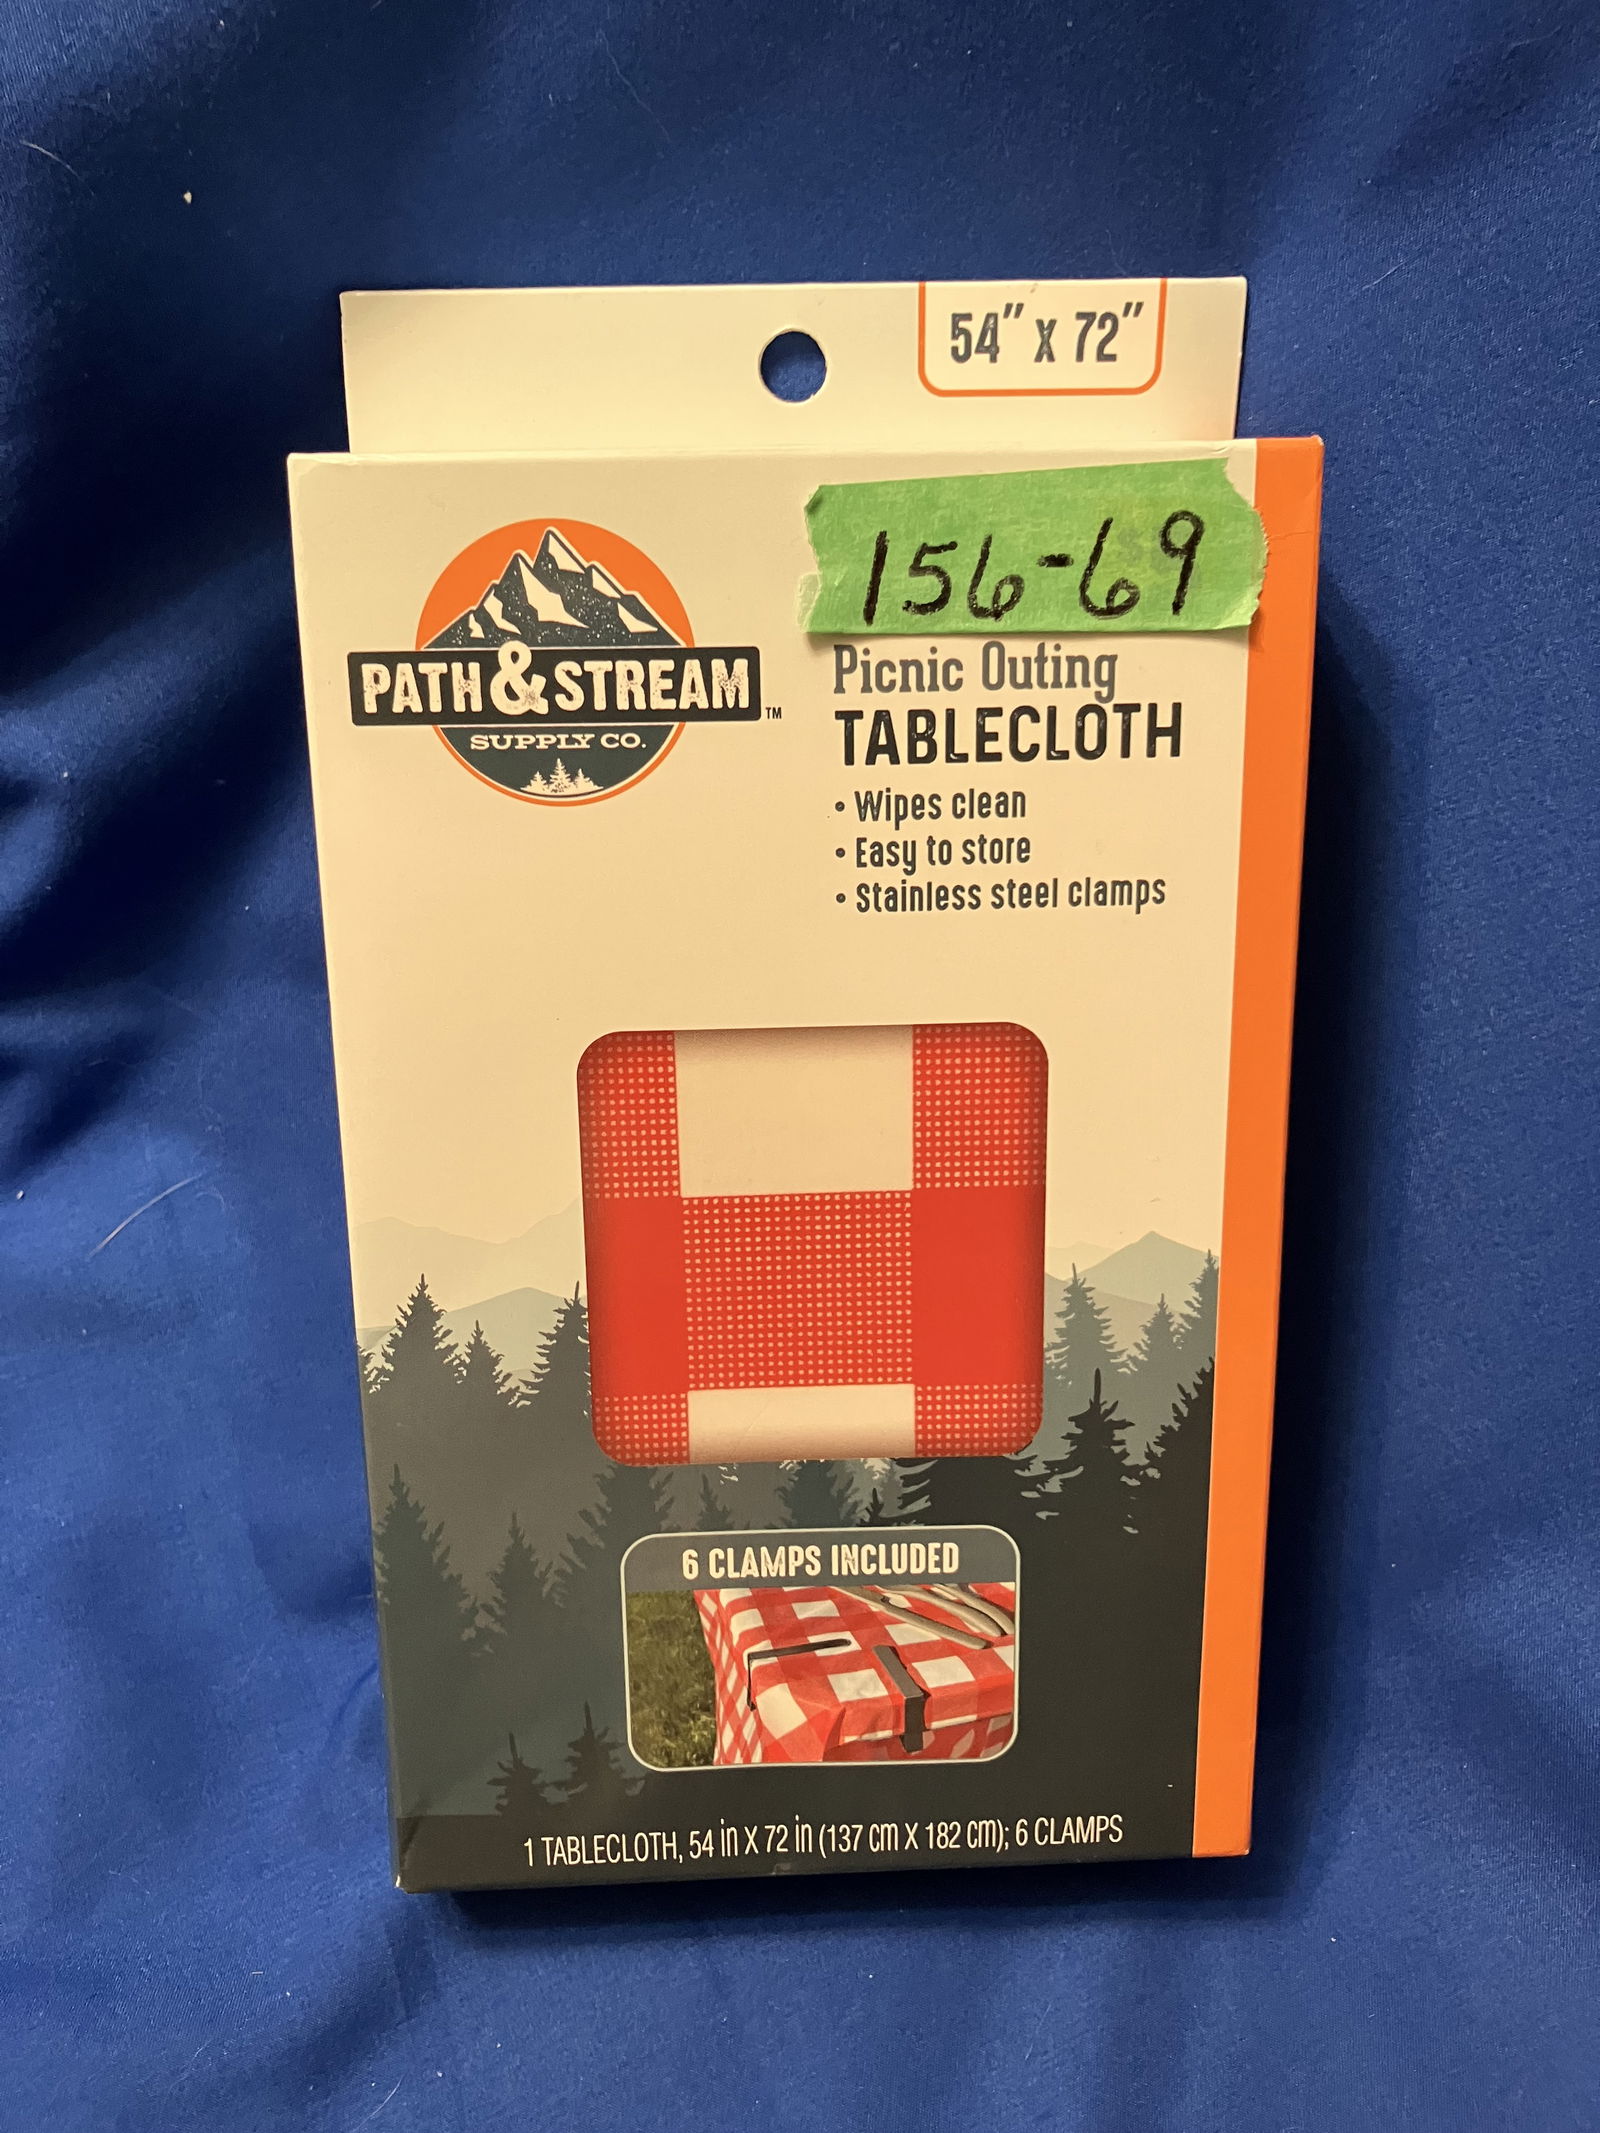 54" X 72"
156-69
PATH & STREAM™
SUPPLY CO.
Picnic Outing
TABLECLOTH
• Wipes clean
• Easy to store
• Stainless steel clamps
6 CLAMPS INCLUDED
1 TABLECLOTH, 54 in X 72 in (137 cm X 182 cm); 6 CLAMPS